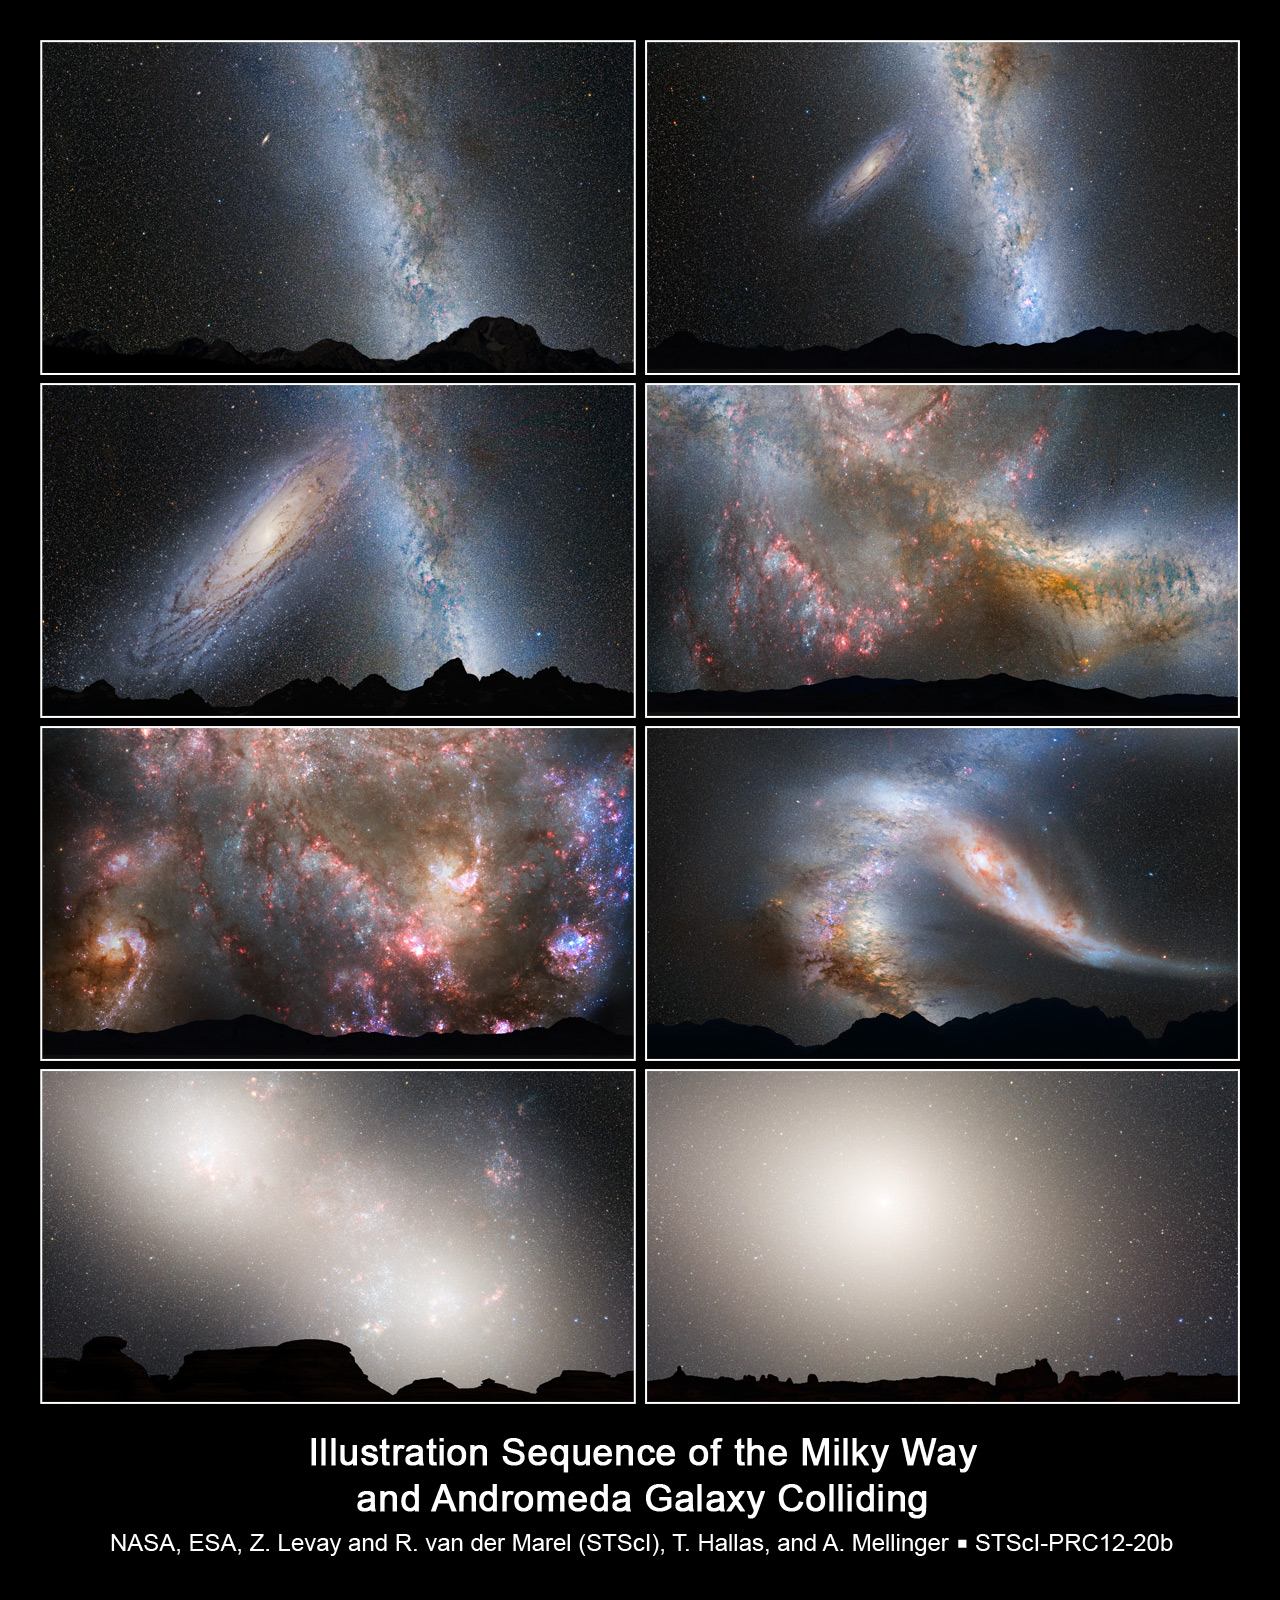 Illustration Sequence of the Milky Way
and Andromeda Galaxy Colliding
NASA, ESA, Z. Levay and R. van der Marel (STScI), T. Hallas, and A. Mellinger ▪ STScI-PRC12-20b